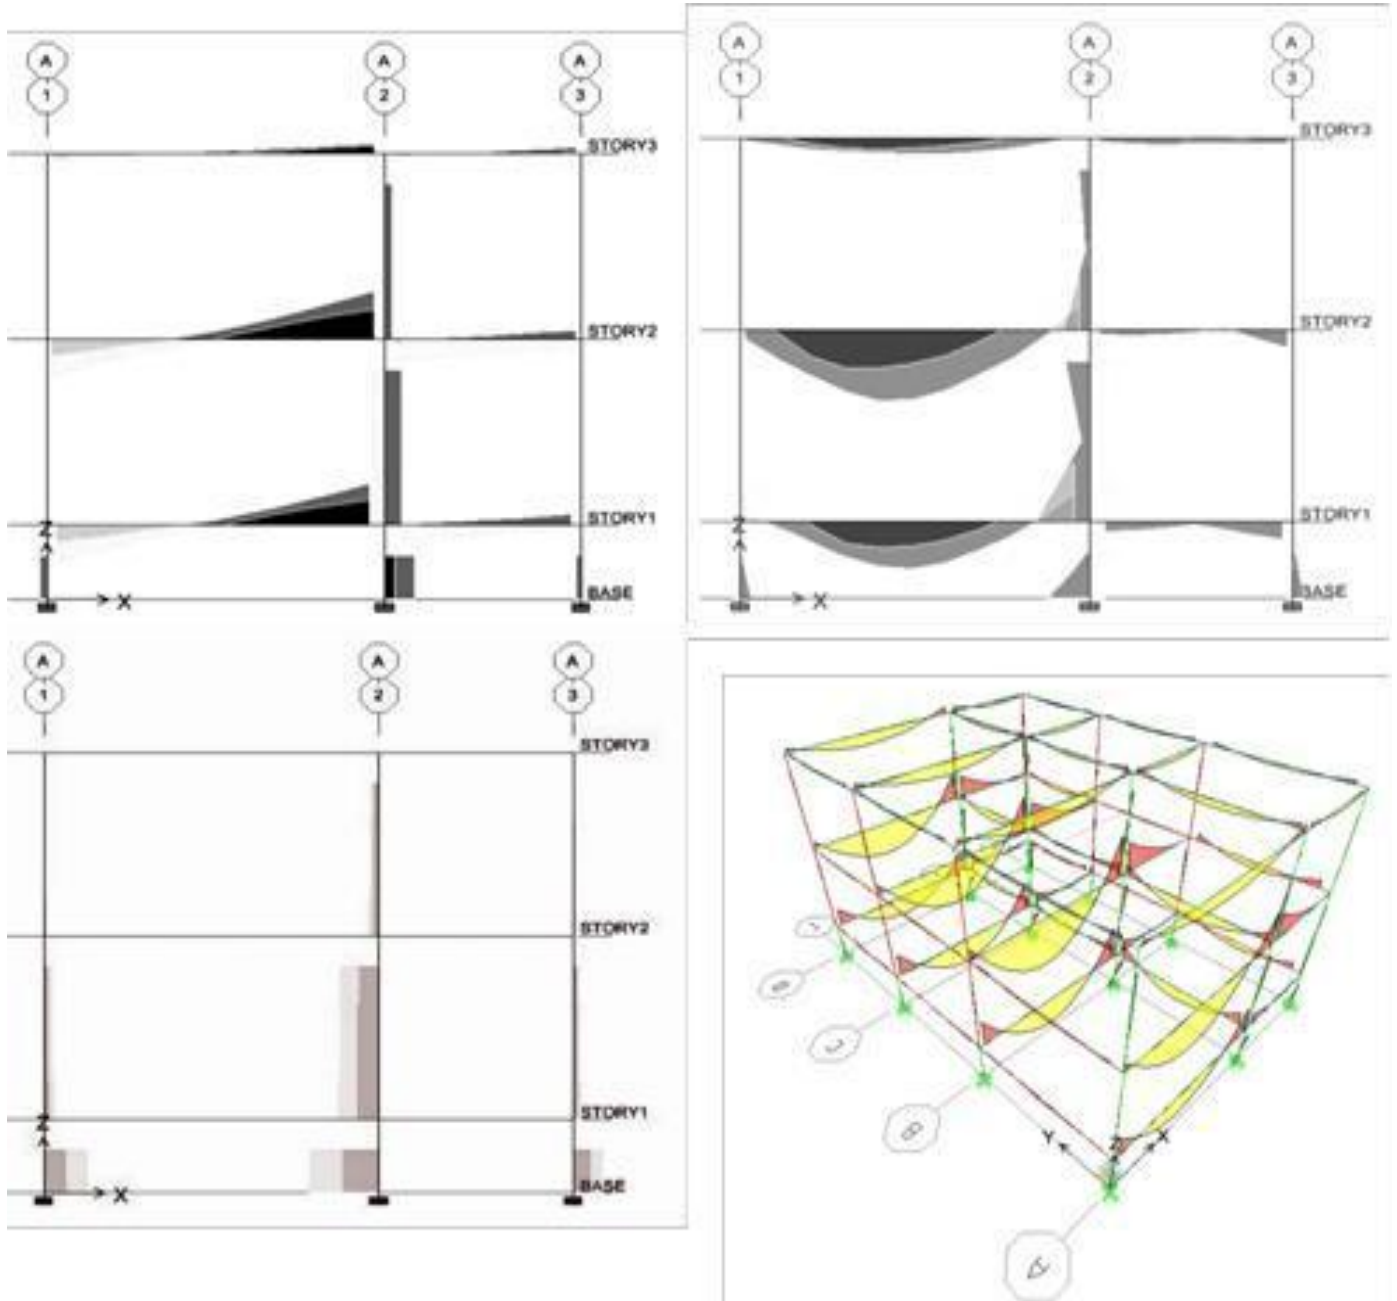 A A A
1 2 3
STORY3
STORY2
STORY1
Z
X
BASE
A A A
1 2 3
STORY3
STORY2
STORY1
Z
X
BASE
A A A
1 2 3
STORY3
STORY2
STORY1
Z
X
BASE
B
Y Z X
A